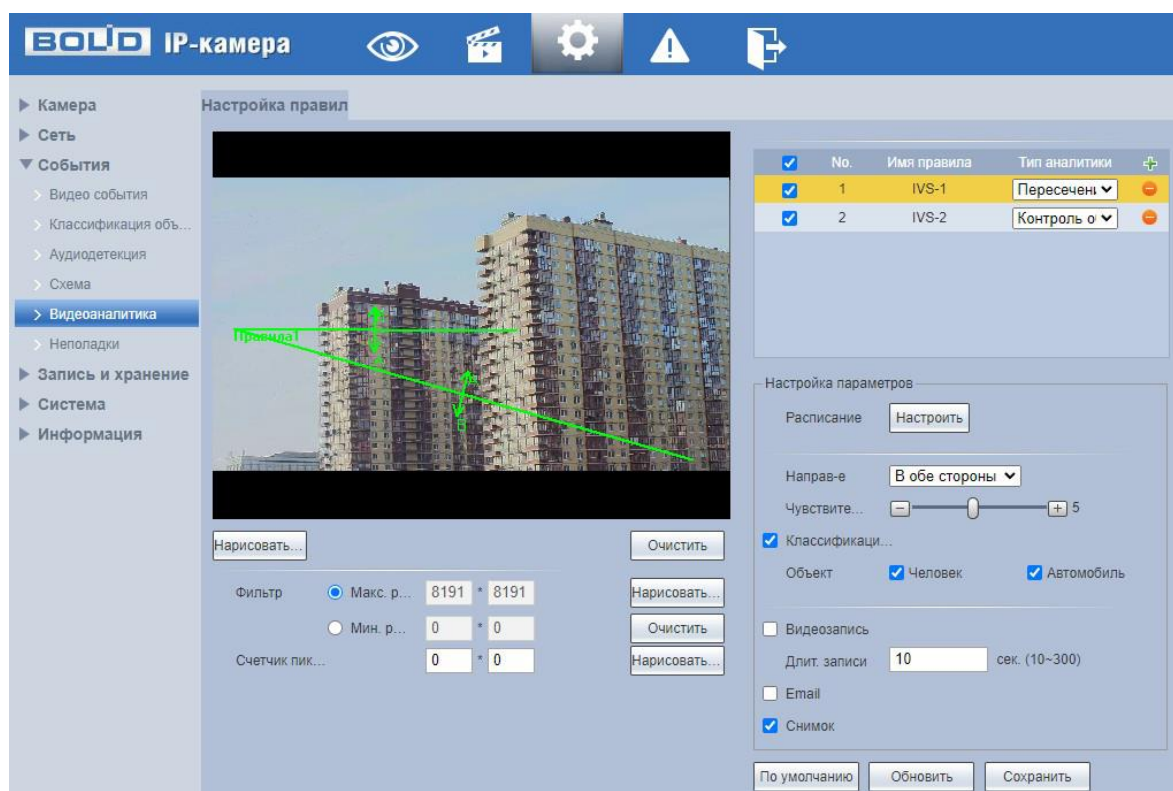 BOLID IP-камера
Камера
Сеть
События
Видео события
Классификация объ...
Аудиодетекция
Схема
Видеоаналитика
Неполадки
Запись и хранение
Система
Информация
Настройка правил
Правила1
A
B
Нарисовать...
Очистить
Фильтр Макс. р... 8191 * 8191 Нарисовать...
Мин. р... 0 * 0 Очистить
Счетчик пик... 0 * 0 Нарисовать...
No. Имя правила Тип аналитики
1 IVS-1 Пересечень
2 IVS-2 Контроль о
Настройка параметров
Расписание Настроить
Направ-е В обе стороны
Чувствите... 5
Классификаци...
Объект Человек Автомобиль
Видеозапись
Длит. записи 10 сек. (10~300)
Email
Снимок
По умолчанию Обновить Сохранить